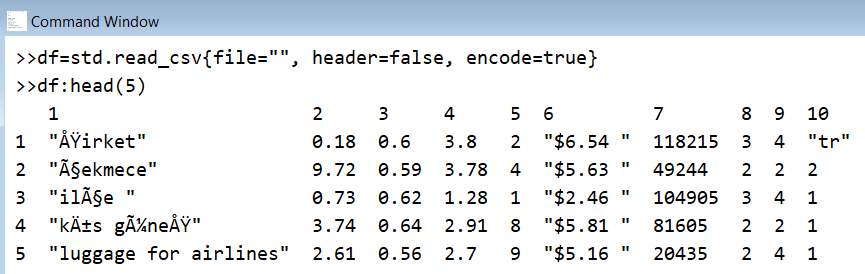 Command Window
>>df=std.read_csv{file="", header=false, encode=true}
>>df:head(5)
1 2 3 4 5 6 7 8 9 10
1 "ÅŸirket" 0.18 0.6 3.8 2 "$6.54 " 118215 3 4 "tr"
2 "Ã§ekmece" 9.72 0.59 3.78 4 "$5.63 " 49244 2 2 2
3 "ilÃ§e " 0.73 0.62 1.28 1 "$2.46 " 104905 3 4 1
4 "kÄ±s gÃ¼neÅŸ" 3.74 0.64 2.91 8 "$5.81 " 81605 2 2 1
5 "luggage for airlines" 2.61 0.56 2.7 9 "$5.16 " 20435 2 4 1